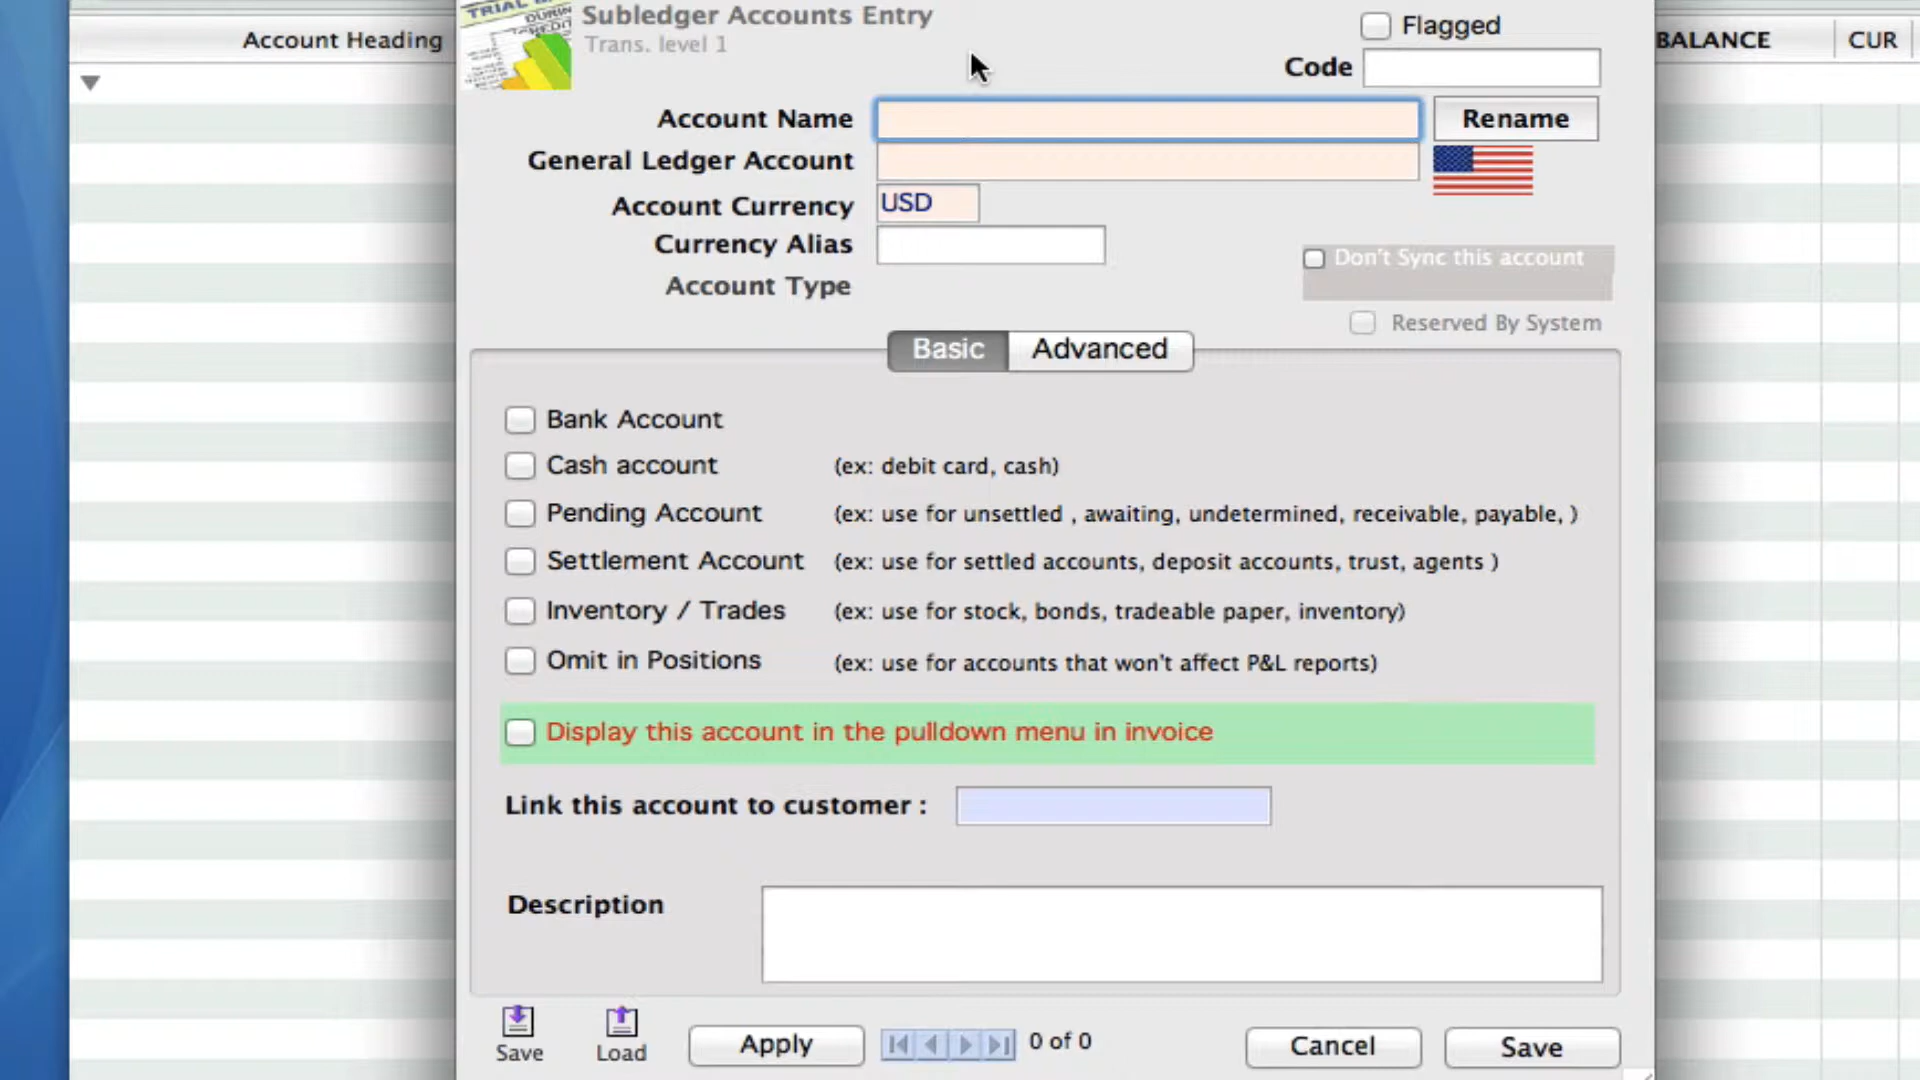 TRIAL
DURIN
CREDIT
Subledger Accounts Entry
Trans. level 1
Flagged
Code
Account Heading
BALANCE
CUR
Account Name
Rename
General Ledger Account
Account Currency
USD
Currency Alias
Don't Sync this account
Account Type
Reserved By System
Basic
Advanced
Bank Account
Cash account (ex: debit card, cash)
Pending Account (ex: use for unsettled , awaiting, undetermined, receivable, payable, )
Settlement Account (ex: use for settled accounts, deposit accounts, trust, agents )
Inventory / Trades (ex: use for stock, bonds, tradeable paper, inventory)
Omit in Positions (ex: use for accounts that won't affect P&L reports)
Display this account in the pulldown menu in invoice
Link this account to customer :
Description
Save
Load
Apply
0 of 0
Cancel
Save